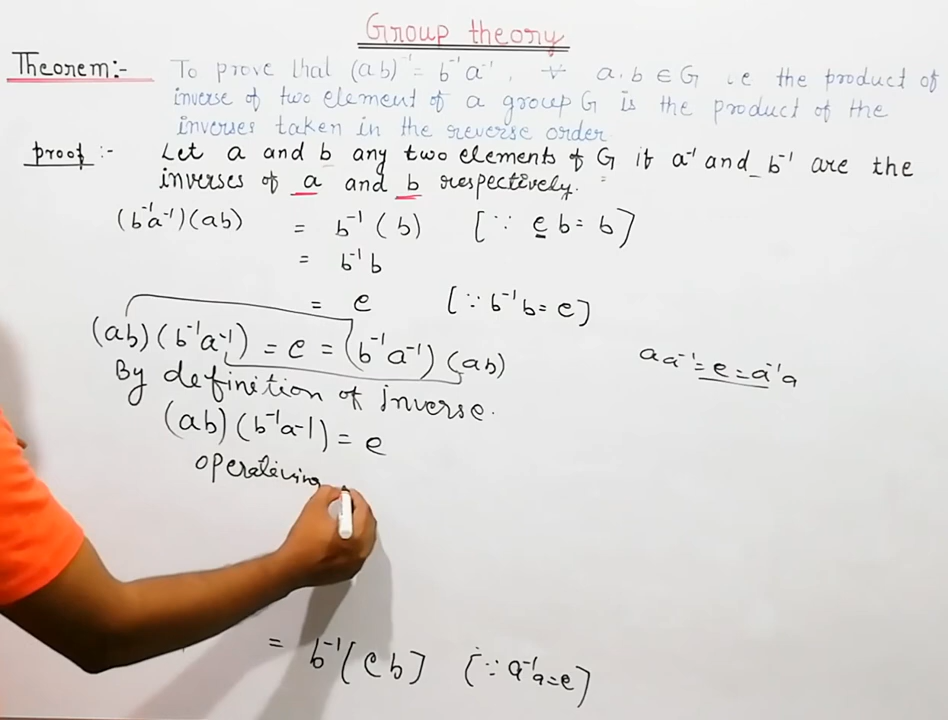 Group theory
Theorem:- To prove that (ab)⁻¹ = b⁻¹a⁻¹, ∀ a.b ∈ G i.e the product of
inverse of two element of a group G is the product of the
inverses taken in the reverse order.
proof:- Let a and b any two elements of G if a⁻¹ and b⁻¹ are the
inverses of a and b respectively.
(b⁻¹a⁻¹)(ab) = b⁻¹(b) [∵ eb = b]
= b⁻¹b
= e [∵ b⁻¹b = e]
(ab)(b⁻¹a⁻¹) = e = (b⁻¹a⁻¹)(ab)
aa⁻¹ = e = a⁻¹a
By definition of inverse.
(ab)(b⁻¹a-1) = e
= b⁻¹(eb] [∵ a⁻¹a = e]